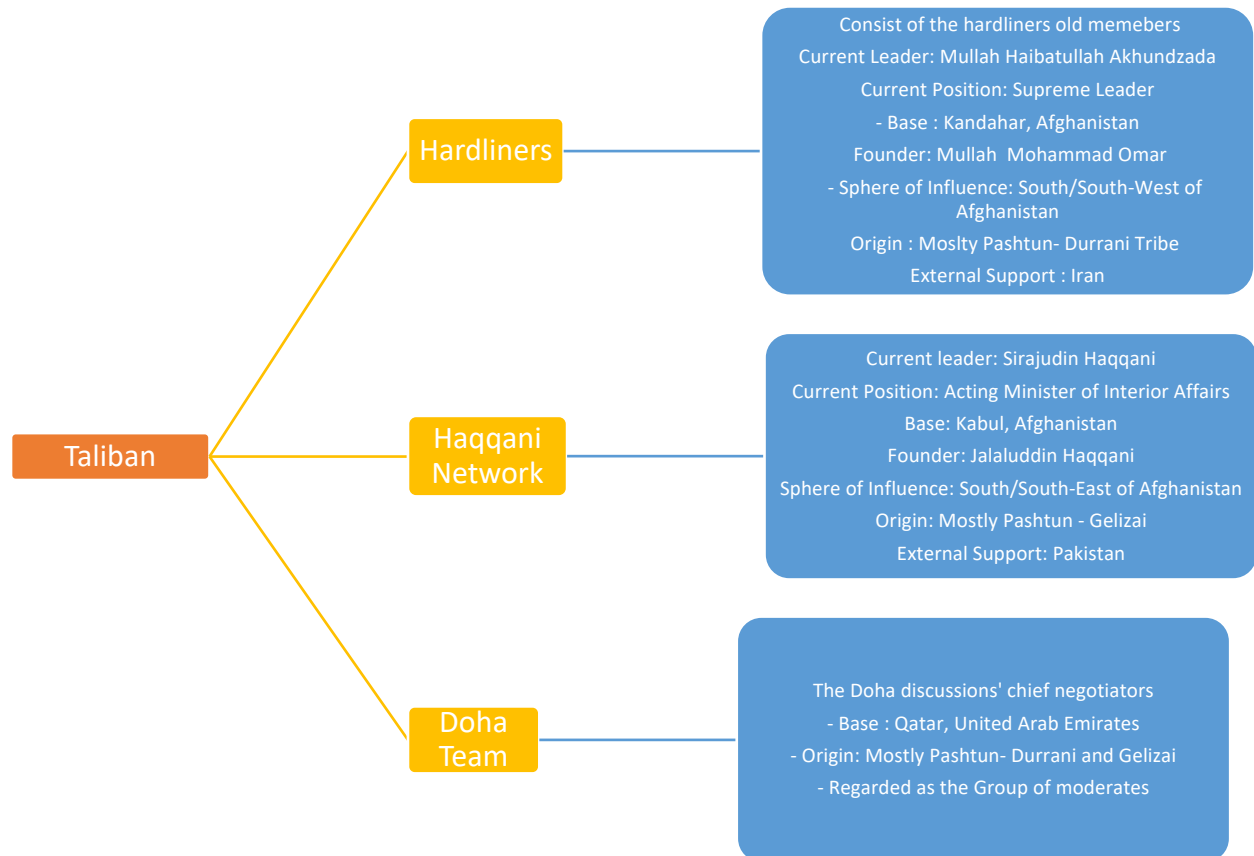 Taliban
Hardliners
Consist of the hardliners old memebers
Current Leader: Mullah Haibatullah Akhundzada
Current Position: Supreme Leader
- Base : Kandahar, Afghanistan
Founder: Mullah  Mohammad Omar
- Sphere of Influence: South/South-West of
Afghanistan
Origin : Moslty Pashtun- Durrani Tribe
External Support : Iran
Haqqani
Network
Current leader: Sirajudin Haqqani
Current Position: Acting Minister of Interior Affairs
Base: Kabul, Afghanistan
Founder: Jalaluddin Haqqani
Sphere of Influence: South/South-East of Afghanistan
Origin: Mostly Pashtun - Gelizai
External Support: Pakistan
Doha
Team
The Doha discussions' chief negotiators
- Base : Qatar, United Arab Emirates
- Origin: Mostly Pashtun- Durrani and Gelizai
- Regarded as the Group of moderates